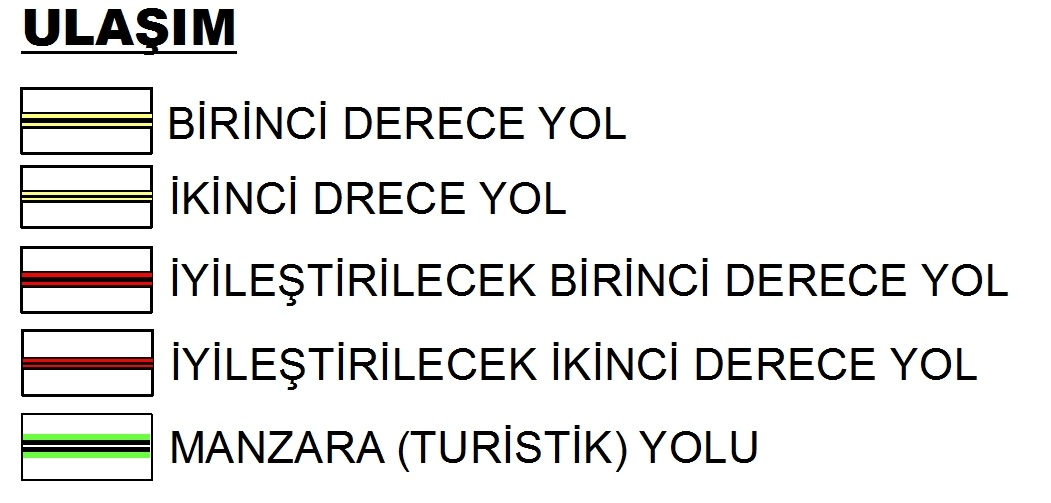 ULAŞIM
BİRİNCİ DERECE YOL
İKİNCİ DRECE YOL
İYİLEŞTİRİLECEK BİRİNCİ DERECE YOL
İYİLEŞTİRİLECEK İKİNCİ DERECE YOL
MANZARA (TURİSTİK) YOLU